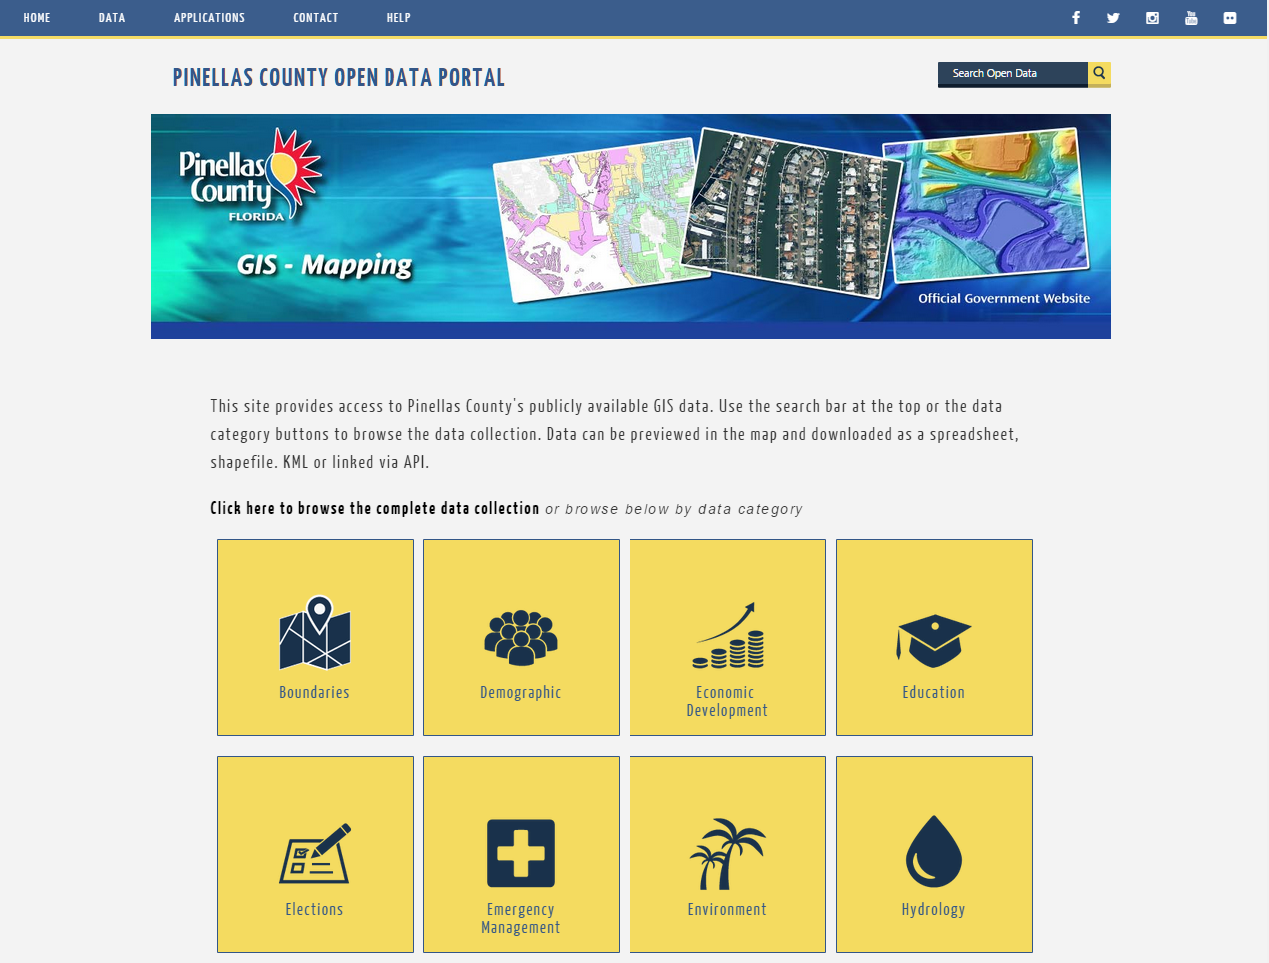 HOME DATA APPLICATIONS CONTACT HELP
PINELLAS COUNTY OPEN DATA PORTAL
Search Open Data
Pinellas
County
FLORIDA
GIS - Mapping
Official Government Website
This site provides access to Pinellas County's publicly available GIS data. Use the search bar at the top or the data
category buttons to browse the data collection. Data can be previewed in the map and downloaded as a spreadsheet,
shapefile. KML or linked via API.
Click here to browse the complete data collection or browse below by data category
Boundaries
Demographic
Economic
Development
Education
Elections
Emergency
Management
Environment
Hydrology